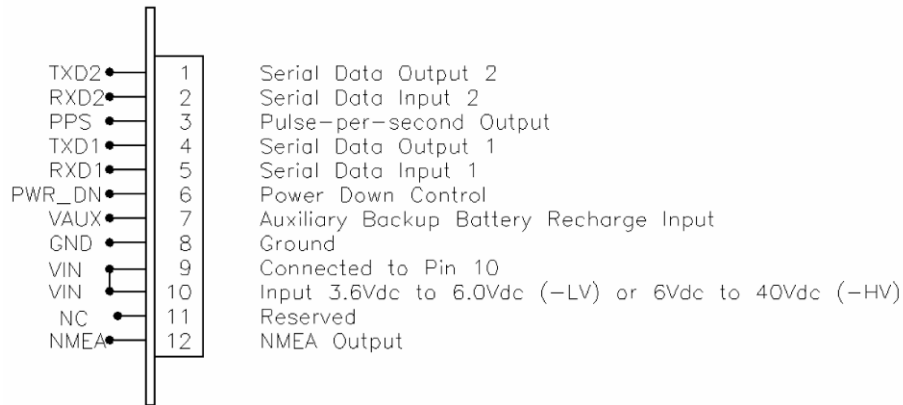 TXD2 1 Serial Data Output 2
RXD2 2 Serial Data Input 2
PPS 3 Pulse-per-second Output
TXD1 4 Serial Data Output 1
RXD1 5 Serial Data Input 1
PWR_DN 6 Power Down Control
VAUX 7 Auxiliary Backup Battery Recharge Input
GND 8 Ground
VIN 9 Connected to Pin 10
VIN 10 Input 3.6Vdc to 6.0Vdc (-LV) or 6Vdc to 40Vdc (-HV)
NC 11 Reserved
NMEA 12 NMEA Output